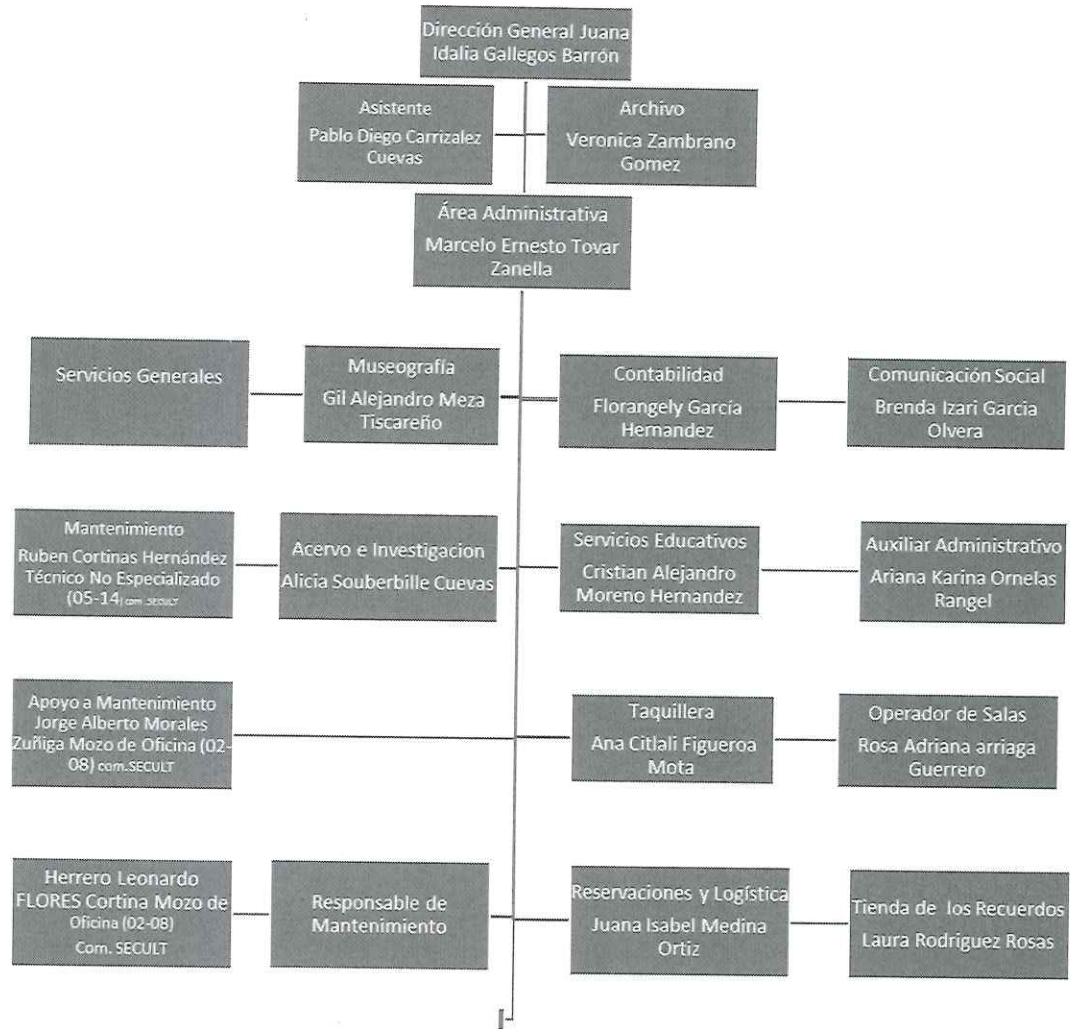 Dirección General Juana
Idalia Gallegos Barrón
Asistente
Pablo Diego Carrizalez
Cuevas
Archivo
Veronica Zambrano
Gomez
Área Administrativa
Marcelo Ernesto Tovar
Zanella
Servicios Generales
Museografía
Gil Alejandro Meza
Tiscareño
Contabilidad
Florangely García
Hernandez
Comunicación Social
Brenda Izari Garcia
Olvera
Mantenimiento
Ruben Cortinas Hernández
Técnico No Especializado
(05-14) com .SECULT
Acervo e Investigacion
Alicia Souberbille Cuevas
Servicios Educativos
Cristian Alejandro
Moreno Hernandez
Auxiliar Administrativo
Ariana Karina Ornelas
Rangel
Apoyo a Mantenimiento
Jorge Alberto Morales
Zuñiga Mozo de Oficina (02-
08) com.SECULT
Taquillera
Ana Citlali Figueroa
Mota
Operador de Salas
Rosa Adriana arriaga
Guerrero
Herrero Leonardo
FLORES Cortina Mozo de
Oficina (02-08)
Com. SECULT
Responsable de
Mantenimiento
Reservaciones y Logística
Juana Isabel Medina
Ortiz
Tienda de los Recuerdos
Laura Rodriguez Rosas